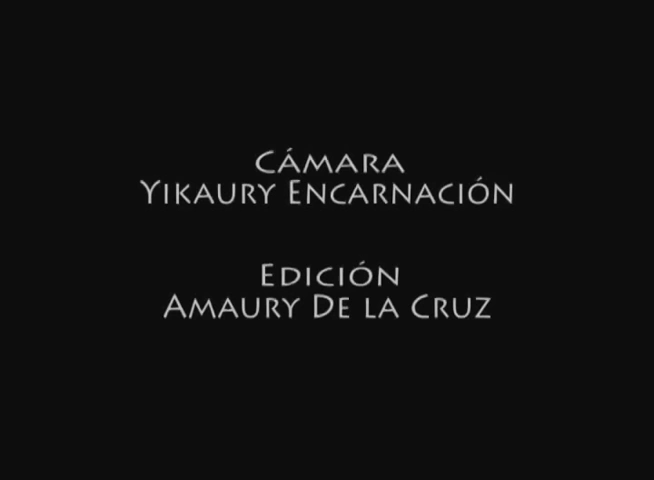 CÁMARA
YIKAURY ENCARNACIÓN
EDICIÓN
AMAURY DE LA CRUZ